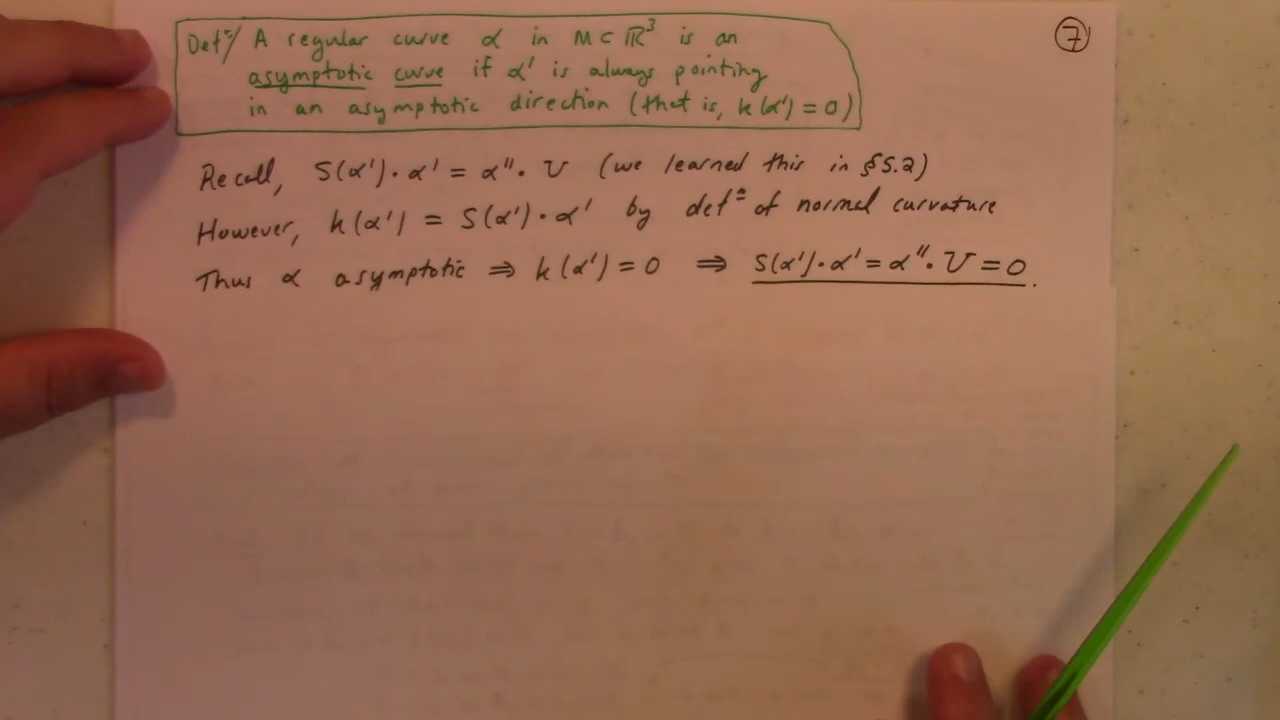 7
Def⁼/ A regular curve α in M⊂ℝ³ is an
asymptotic curve if α' is always pointing
in an asymptotic direction (that is, k(α') = 0)
Recall, S(α')·α' = α''·U (we learned this in §5.2)
However, k(α') = S(α')·α' by def⁼ of normal curvature
Thus α asymptotic ⇒ k(α') = 0 ⇒ S(α')·α' = α''·U = 0.